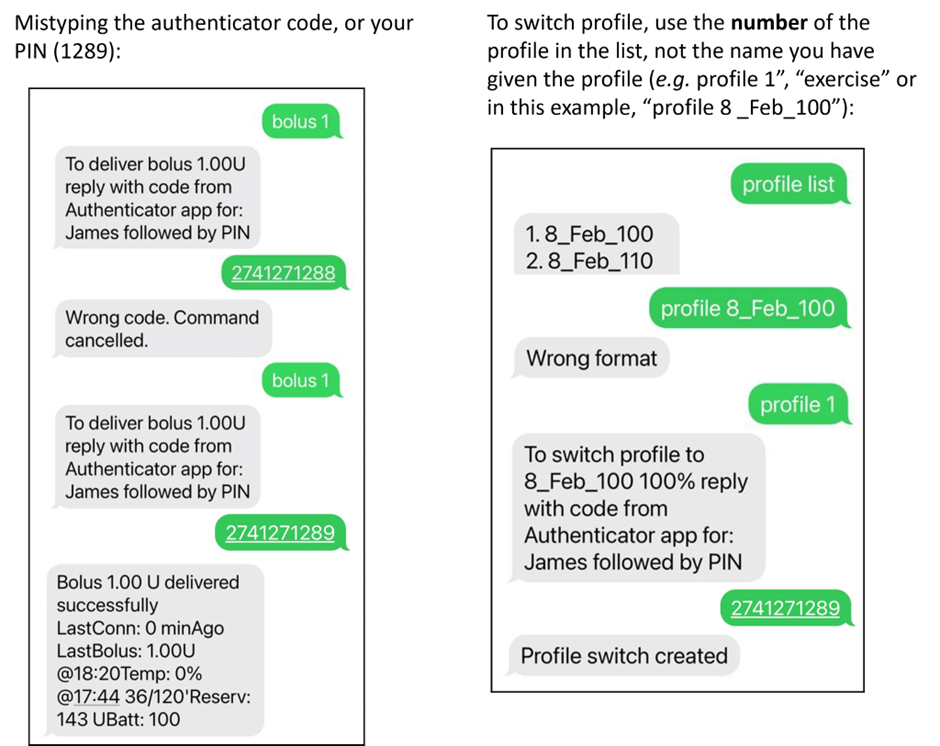 Mistyping the authenticator code, or your
PIN (1289):
bolus 1
To deliver bolus 1.00U
reply with code from
Authenticator app for:
James followed by PIN
2741271288
Wrong code. Command
cancelled.
bolus 1
To deliver bolus 1.00U
reply with code from
Authenticator app for:
James followed by PIN
2741271289
Bolus 1.00 U delivered
successfully
LastConn: 0 minAgo
LastBolus: 1.00U
@18:20Temp: 0%
@17:44 36/120'Reserv:
143 UBatt: 100
To switch profile, use the number of the
profile in the list, not the name you have
given the profile (e.g. profile 1”, “exercise” or
in this example, “profile 8 _Feb_100”):
profile list
1. 8_Feb_100
2. 8_Feb_110
profile 8_Feb_100
Wrong format
profile 1
To switch profile to
8_Feb_100 100% reply
with code from
Authenticator app for:
James followed by PIN
2741271289
Profile switch created